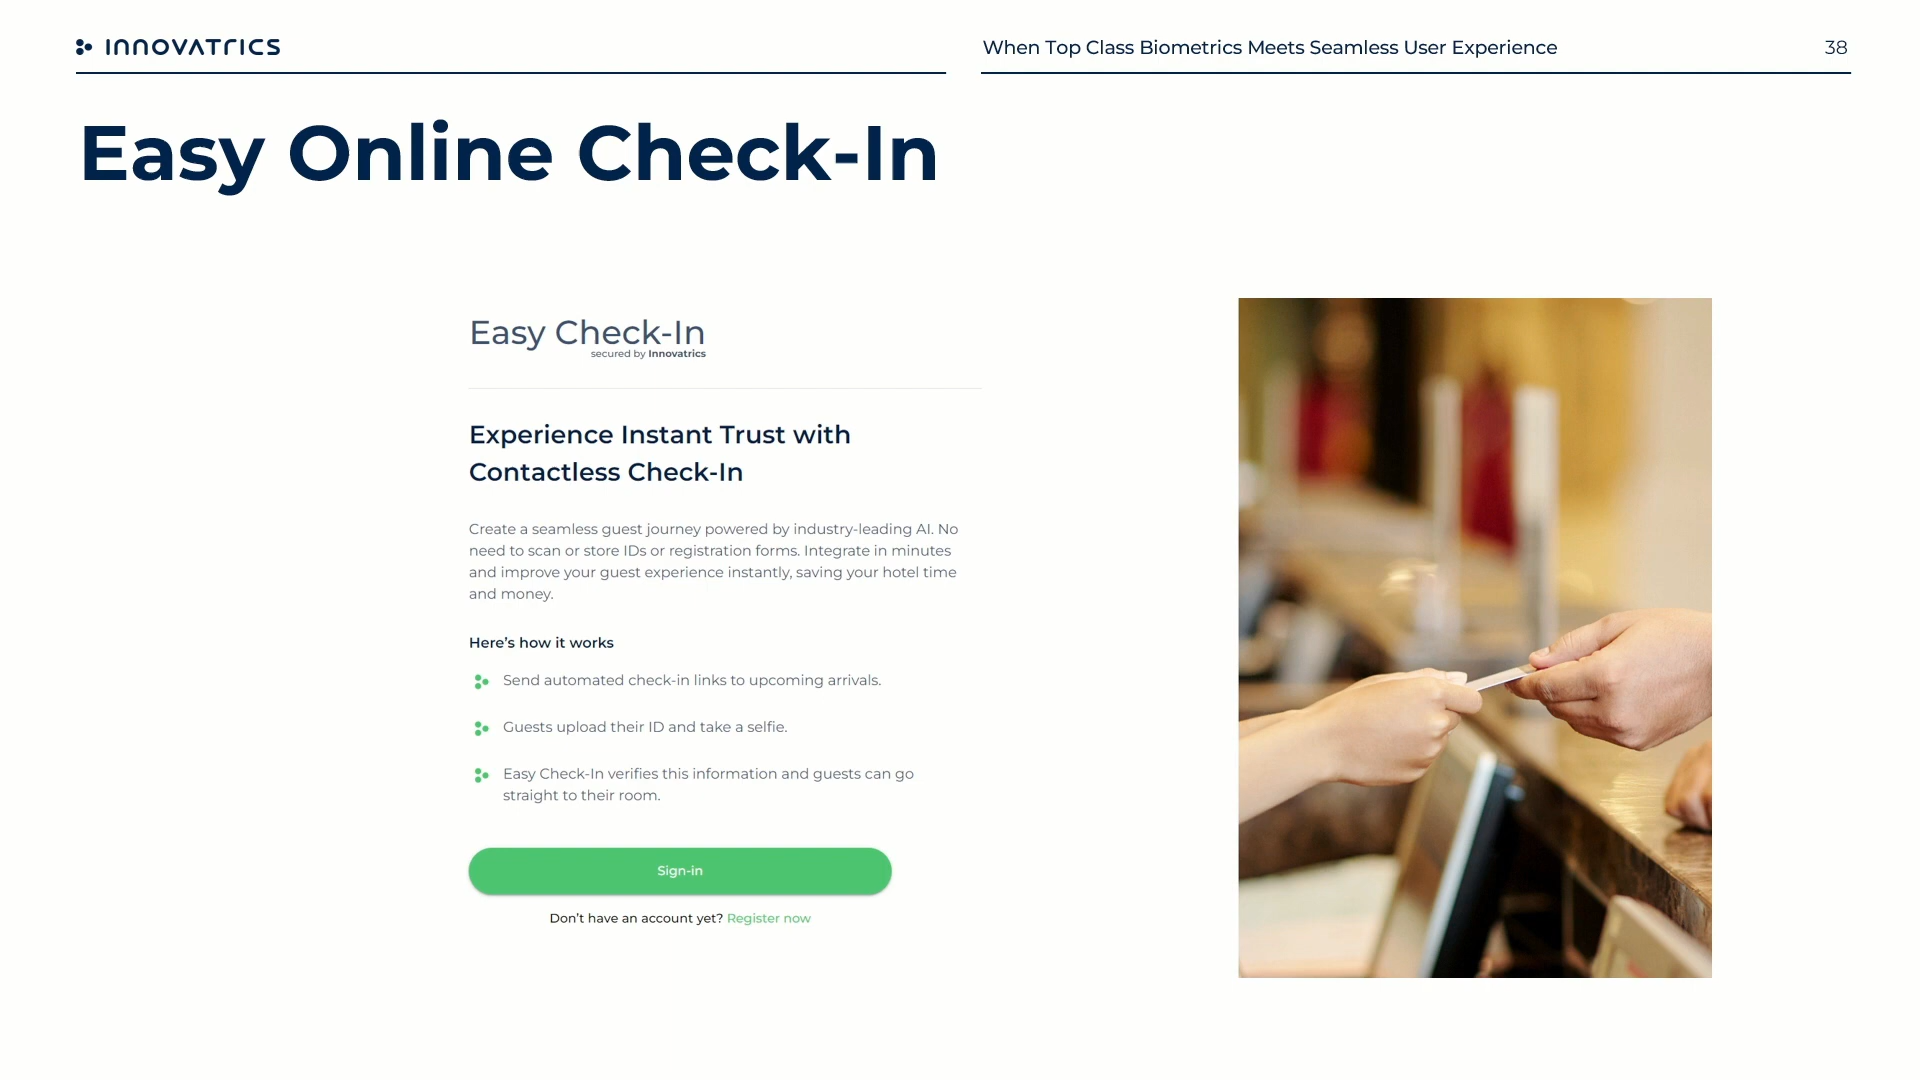 INNOVATRICS
When Top Class Biometrics Meets Seamless User Experience
38
Easy Online Check-In
Easy Check-In
secured by Innovatrics
Experience Instant Trust with
Contactless Check-In
Create a seamless guest journey powered by industry-leading AI. No
need to scan or store IDs or registration forms. Integrate in minutes
and improve your guest experience instantly, saving your hotel time
and money.
Here’s how it works
Send automated check-in links to upcoming arrivals.
Guests upload their ID and take a selfie.
Easy Check-In verifies this information and guests can go
straight to their room.
Sign-in
Don’t have an account yet? Register now